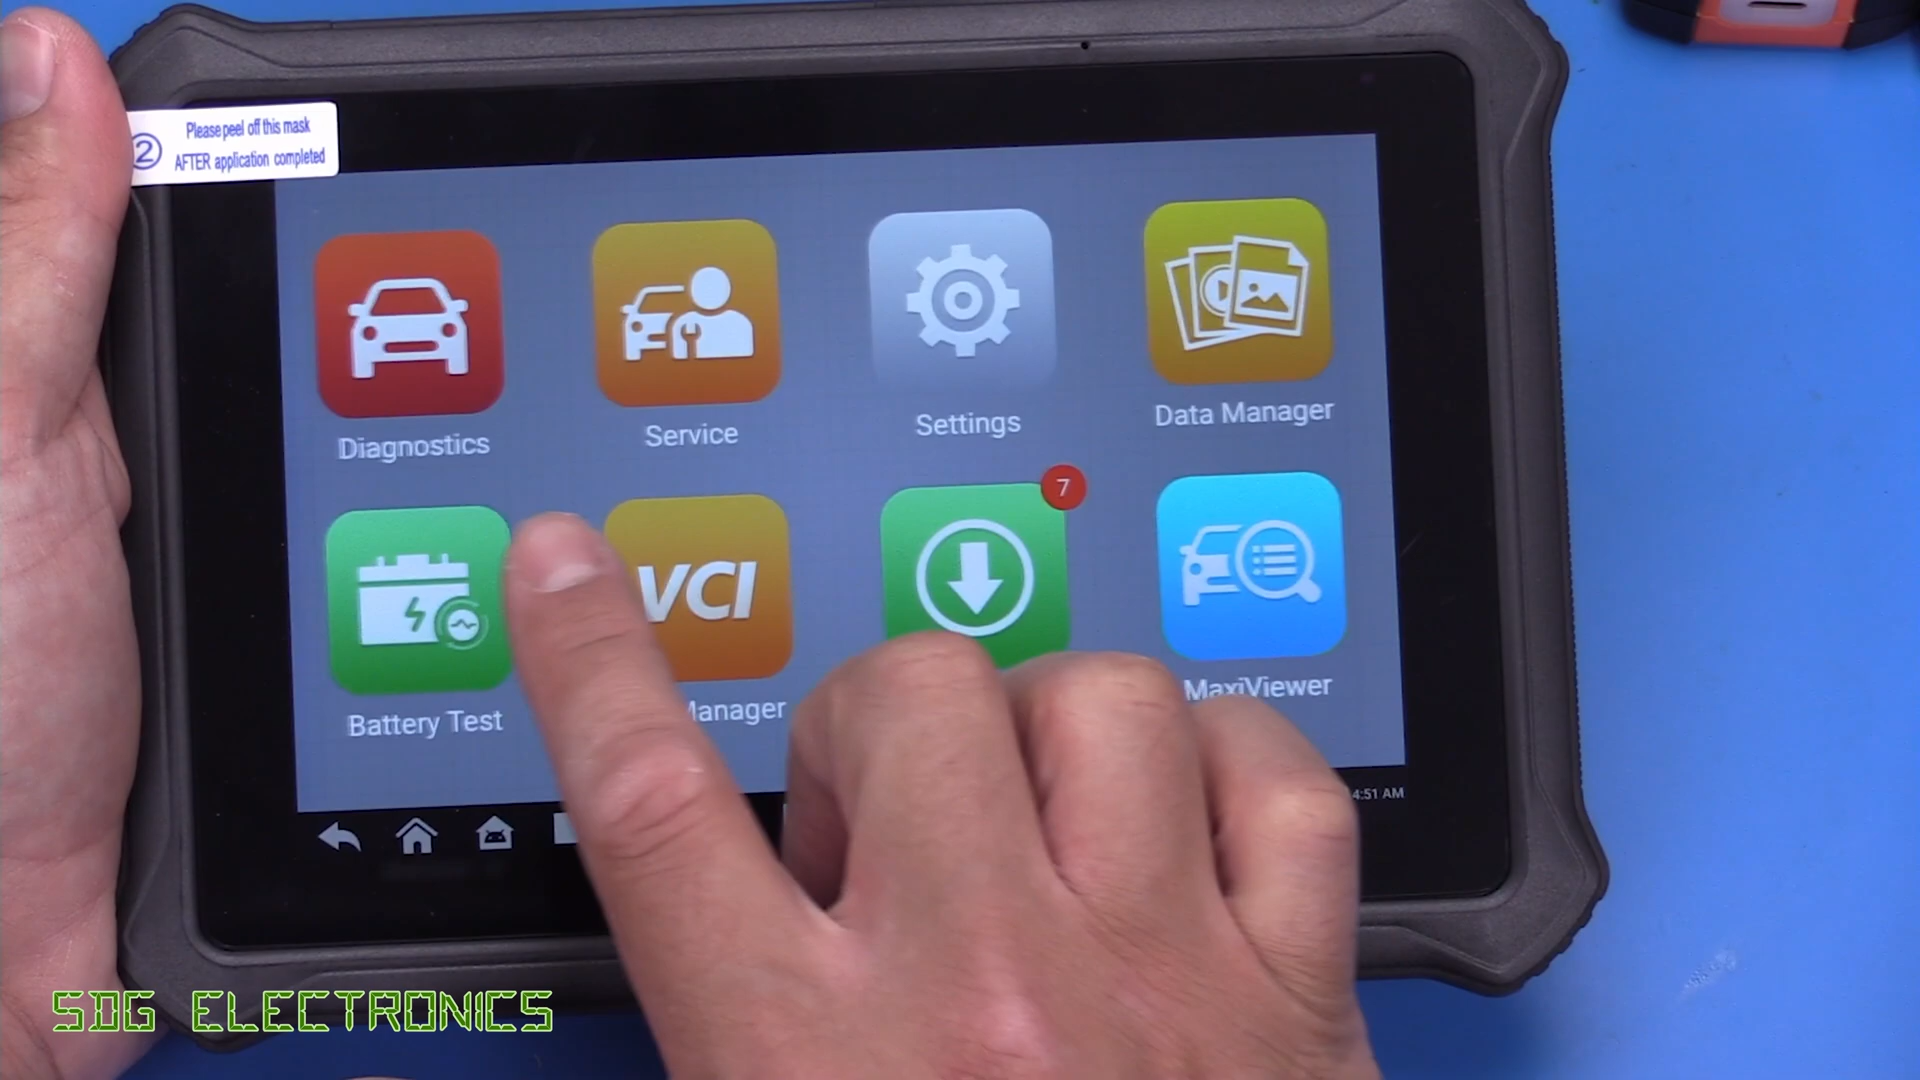 ② Please peel off this mask
AFTER application completed
Diagnostics
Service
Settings
Data Manager
7
VCI
Battery Test
Manager
MaxiViewer
4:51 AM
SDG ELECTRONICS